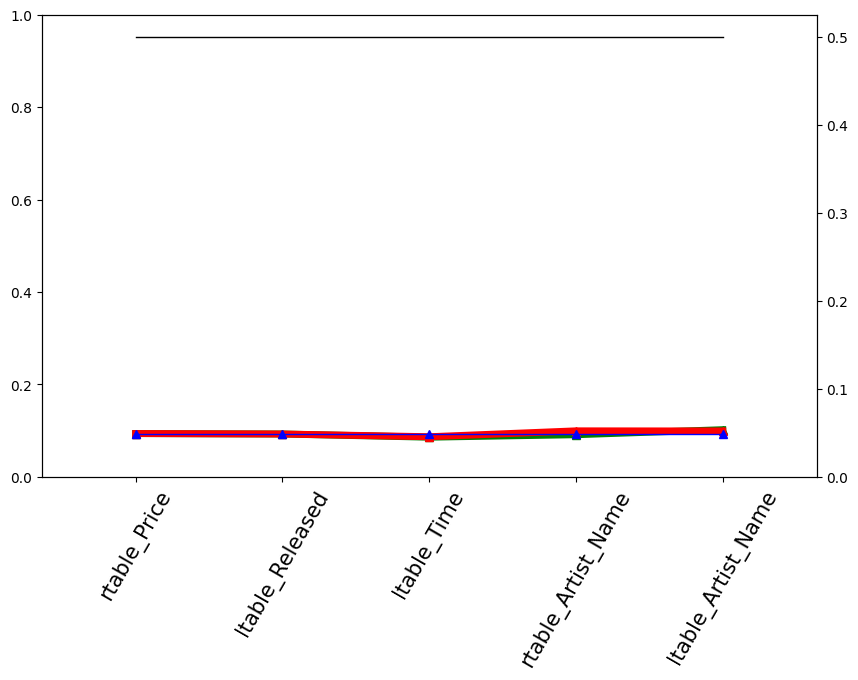 1.0
0.8
0.6
0.4
0.2
0.0
0.5
0.4
0.3
0.2
0.1
0.0
rtable_Price
ltable_Released
ltable_Time
rtable_Artist_Name
ltable_Artist_Name